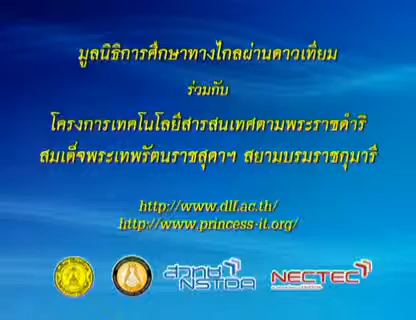 มูลนิธิการศึกษาทางไกลผ่านดาวเทียม
ร่วมกับ
โครงการเทคโนโลยีสารสนเทศตามพระราชดำริ
สมเด็จพระเทพรัตนราชสุดาฯ สยามบรมราชกุมารี
http://www.dlf.ac.th/
http://www.princess-it.org/
สวทช
NSTDA
NECTEC